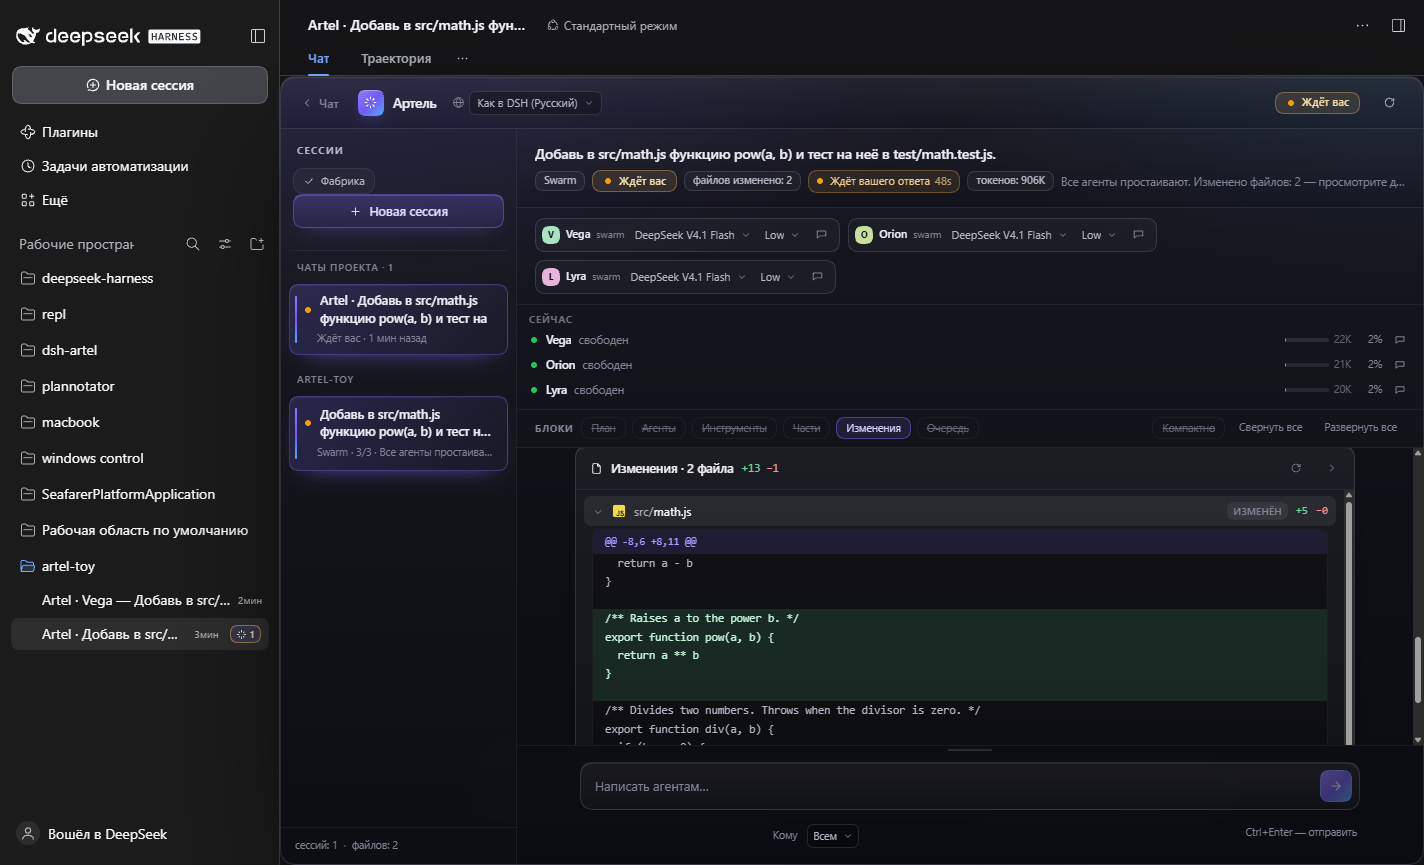 deepseek HARNESS
Новая сессия
Плагины
Задачи автоматизации
Ещё
Рабочие простран
deepseek-harness
repl
dsh-artel
plannotator
macbook
windows control
SeafarerPlatformApplication
Рабочая область по умолчанию
artel-toy
Artel · Vega — Добавь в src/... 2мин
Artel · Добавь в src/... 3мин 1
Вошёл в DeepSeek
Artel · Добавь в src/math.js фун... Стандартный режим
Чат Траектория
Чат Артель Как в DSH (Русский) Ждёт вас
СЕССИИ
Фабрика
Новая сессия
ЧАТЫ ПРОЕКТА · 1
Artel · Добавь в src/math.js
функцию pow(a, b) и тест на
Ждёт вас · 1 мин назад
ARTEL-TOY
Добавь в src/math.js
функцию pow(a, b) и тест н...
Swarm · 3/3 · Все агенты простаива...
сессий: 1 · файлов: 2
Добавь в src/math.js функцию pow(a, b) и тест на неё в test/math.test.js.
Swarm Ждёт вас файлов изменено: 2 Ждёт вашего ответа 48s токенов: 906K Все агенты простаивают. Изменено файлов: 2 — просмотрите д...
V Vega swarm DeepSeek V4.1 Flash Low
O Orion swarm DeepSeek V4.1 Flash Low
L Lyra swarm DeepSeek V4.1 Flash Low
СЕЙЧАС
Vega свободен 22K 2%
Orion свободен 21K 2%
Lyra свободен 20K 2%
БЛОКИ План Агенты Инструменты Части Изменения Очередь Компактно Свернуть все Развернуть все
Изменения · 2 файла +13 −1
JS src/math.js ИЗМЕНЁН +5 −0
@@ -8,6 +8,11 @@
return a - b
}
/** Raises a to the power b. */
export function pow(a, b) {
return a ** b
}
/** Divides two numbers. Throws when the divisor is zero. */
export function div(a, b) {
Написать агентам...
Кому Всем
Ctrl+Enter — отправить